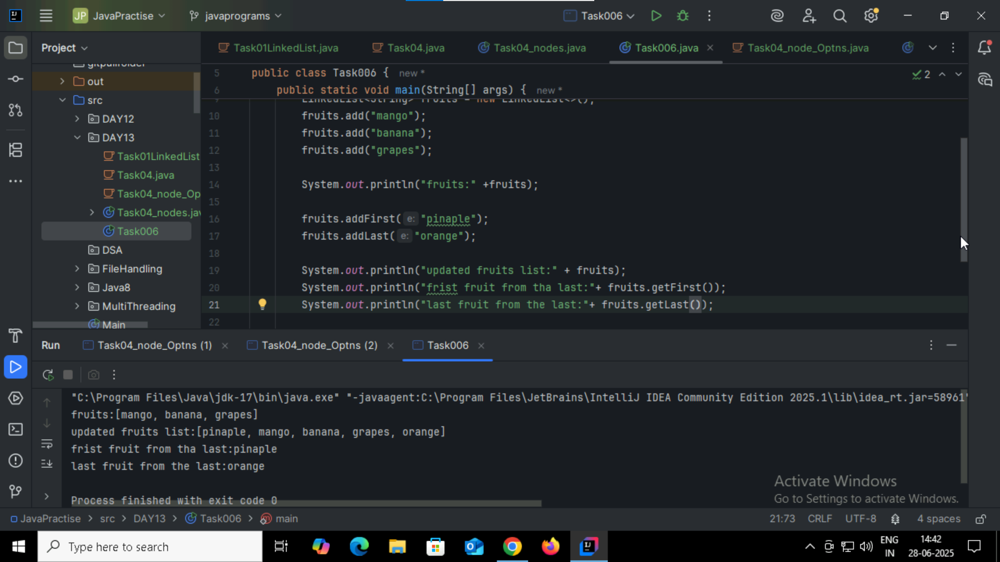 JP JavaPractise
javaprograms
Task006
Project
Task01LinkedList.java
Task04.java
Task04_nodes.java
Task006.java
Task04_node_Optns.java
gitpullfolder
out
src
DAY12
DAY13
Task01LinkedList
Task04.java
Task04_node_Op
Task04_nodes.jav
Task006
DSA
FileHandling
Java8
MultiThreading
Main
5 public class Task006 { new *
6 public static void main(String[] args) { new *
2
9 LinkedList<String> fruits = new LinkedList<>();
10 fruits.add("mango");
11 fruits.add("banana");
12 fruits.add("grapes");
13
14 System.out.println("fruits:" +fruits);
15
16 fruits.addFirst( e: "pinaple");
17 fruits.addLast( e: "orange");
18
19 System.out.println("updated fruits list:" + fruits);
20 System.out.println("frist fruit from tha last:"+ fruits.getFirst());
21 System.out.println("last fruit from the last:"+ fruits.getLast());
22
Run
Task04_node_Optns (1)
Task04_node_Optns (2)
Task006
"C:\Program Files\Java\jdk-17\bin\java.exe" "-javaagent:C:\Program Files\JetBrains\IntelliJ IDEA Community Edition 2025.1\lib\idea_rt.jar=58961"
fruits:[mango, banana, grapes]
updated fruits list:[pinaple, mango, banana, grapes, orange]
frist fruit from tha last:pinaple
last fruit from the last:orange
Process finished with exit code 0
Activate Windows
Go to Settings to activate Windows.
JavaPractise > src > DAY13 > Task006 > main
21:73 CRLF UTF-8 4 spaces
Type here to search
ENG
IN
14:42
28-06-2025